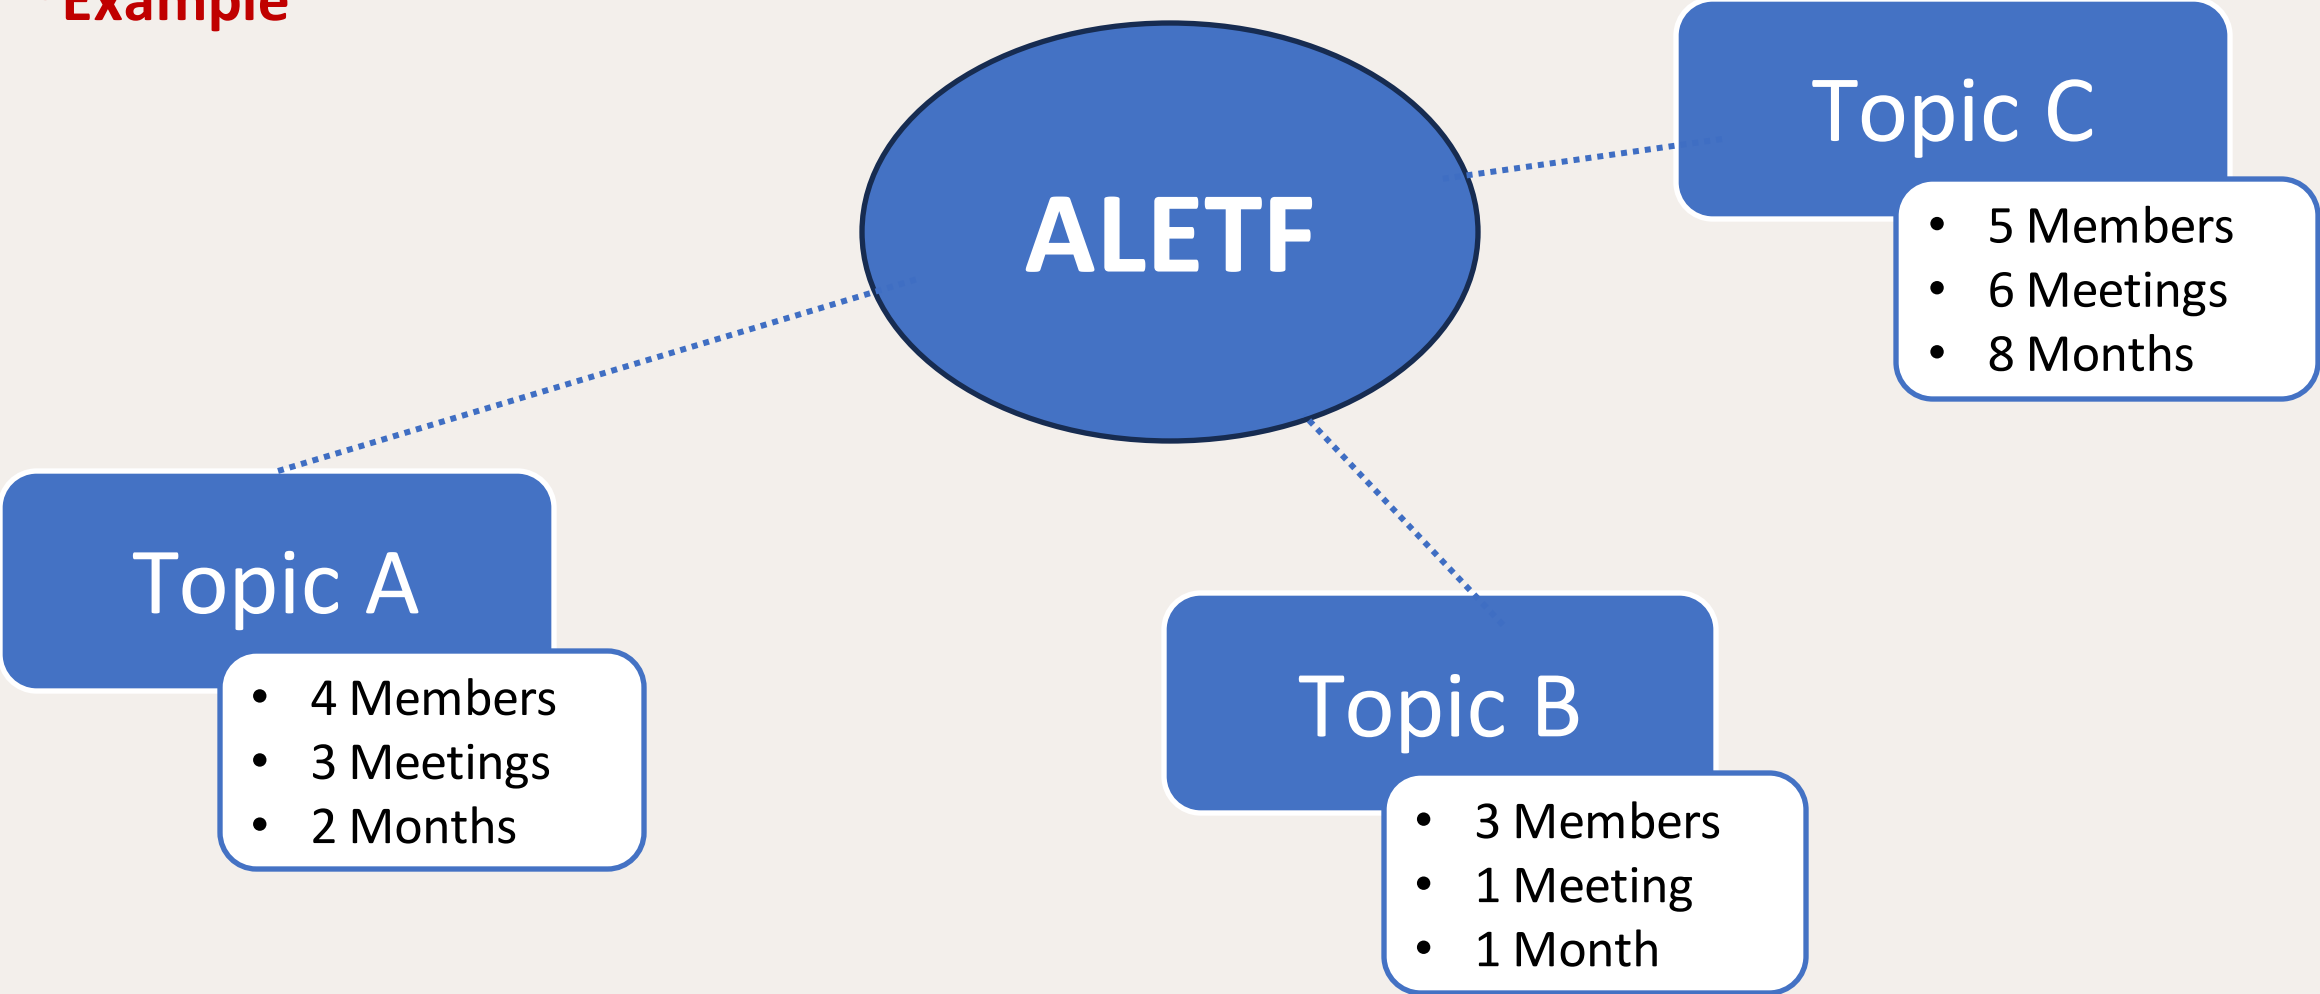 Example
ALETF
Topic C
• 5 Members
• 6 Meetings
• 8 Months
Topic A
• 4 Members
• 3 Meetings
• 2 Months
Topic B
• 3 Members
• 1 Meeting
• 1 Month